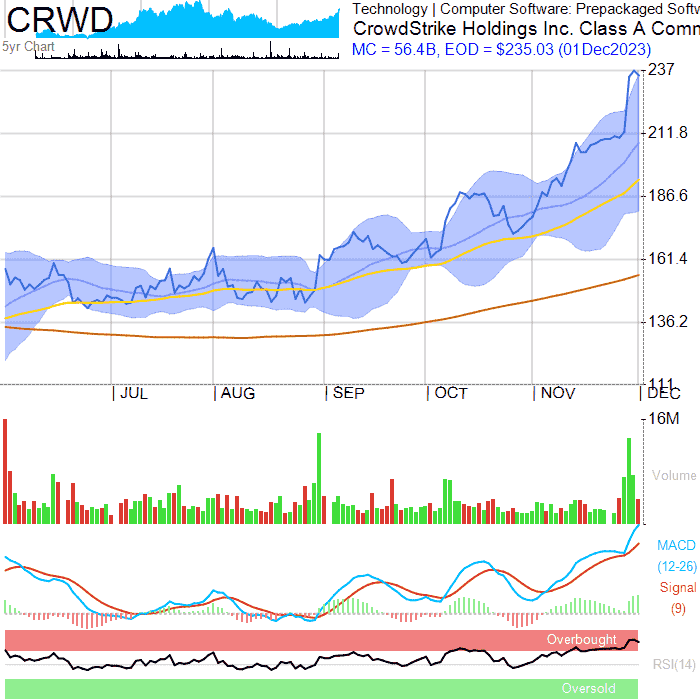 CRWD
Technology | Computer Software: Prepackaged Softw
CrowdStrike Holdings Inc. Class A Comm
MC = 56.4B, EOD = $235.03 (01Dec2023)
5yr Chart
237
211.8
186.6
161.4
136.2
111
JUL AUG SEP OCT NOV DEC
16M
Volume
MACD
(12-26)
Signal
(9)
Overbought
RSI(14)
Oversold